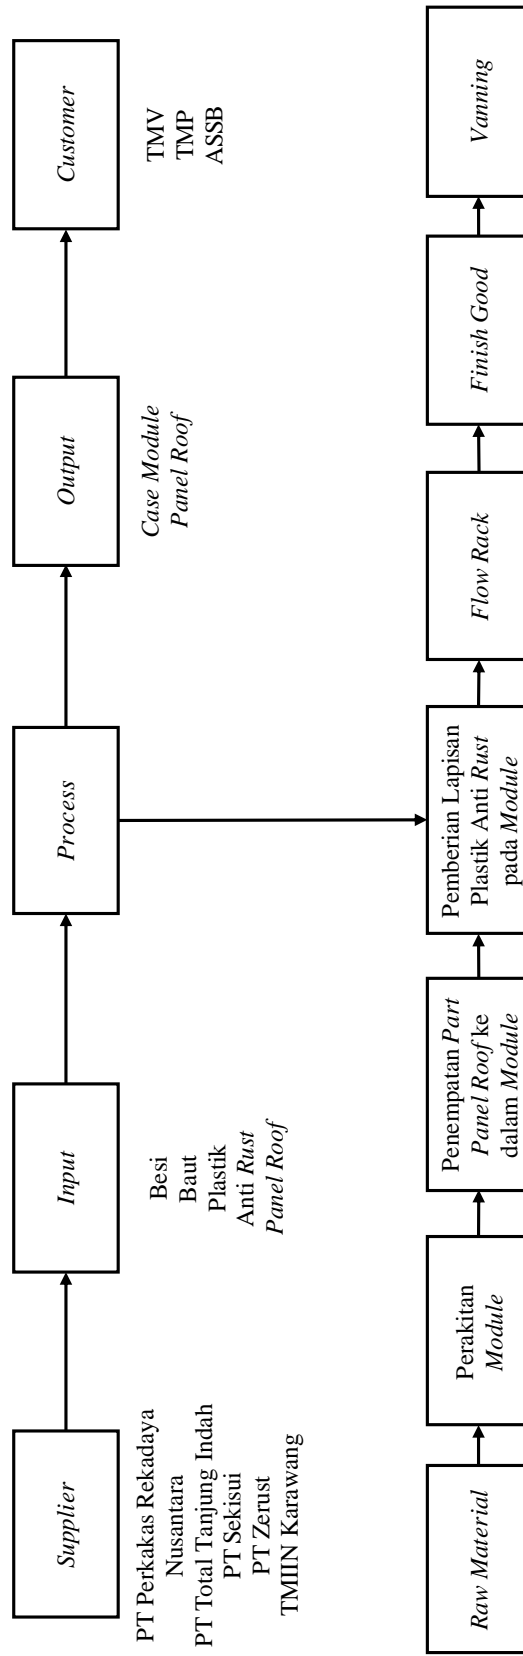 Supplier
PT Perkakas Rekadaya
Nusantara
PT Total Tanjung Indah
PT Sekisui
PT Zerust
TMIIN Karawang
Input
Besi
Baut
Plastik
Anti Rust
Panel Roof
Process
Output
Case Module
Panel Roof
Customer
TMV
TMP
ASSB
Raw Material
Perakitan
Module
Penempatan Part
Panel Roof ke
dalam Module
Pemberian Lapisan
Plastik Anti Rust
pada Module
Flow Rack
Finish Good
Vanning